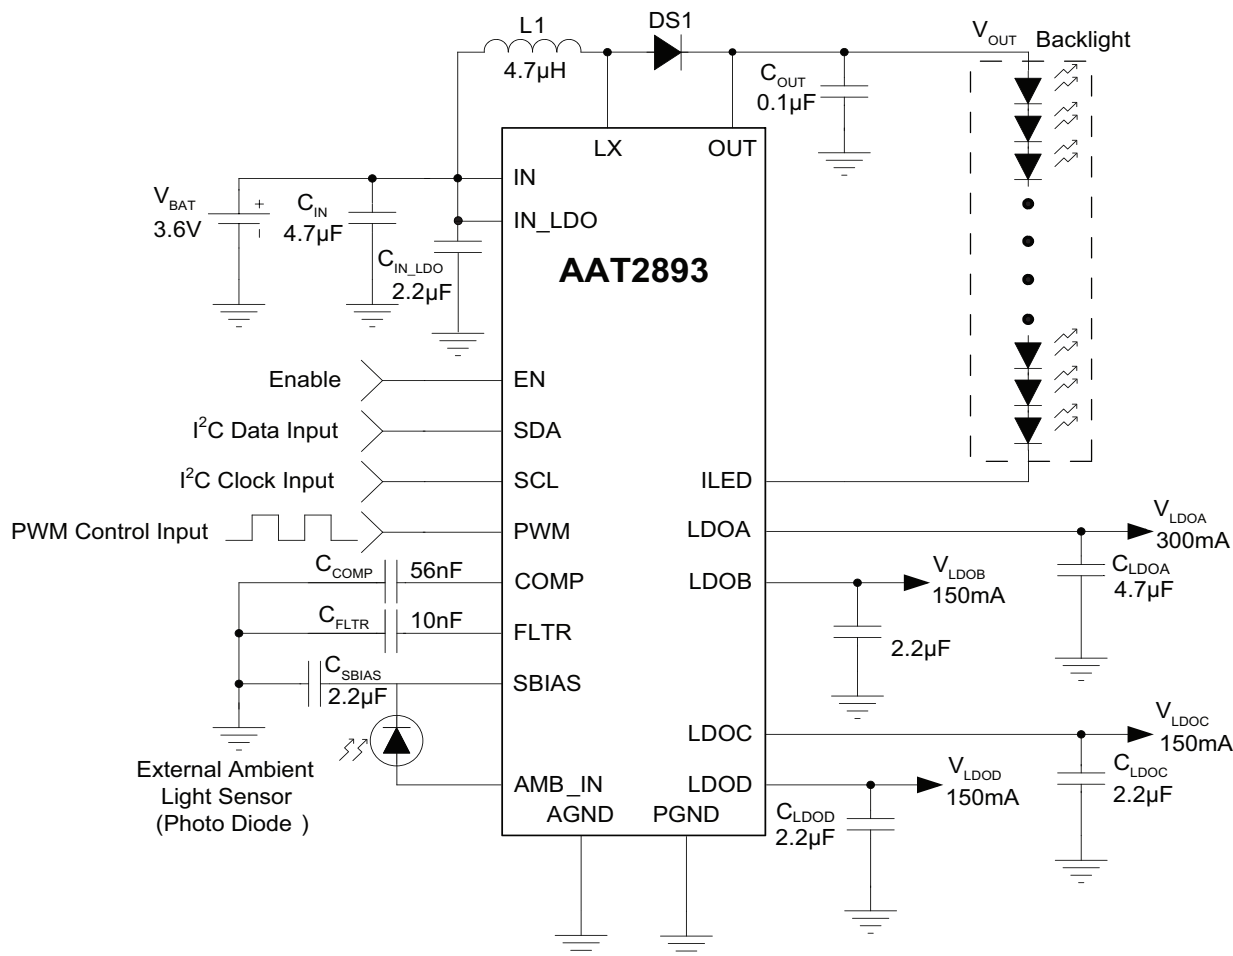 L1
4.7µH
DS1
V_OUT
Backlight
C_OUT
0.1µF
LX
OUT
IN
V_BAT
3.6V
+
–
C_IN
4.7µF
IN_LDO
C_IN_LDO
2.2µF
AAT2893
Enable
EN
I²C Data Input
SDA
I²C Clock Input
SCL
ILED
PWM Control Input
PWM
LDOA
V_LDOA
300mA
C_LDOA
4.7µF
C_COMP
56nF
COMP
LDOB
V_LDOB
150mA
2.2µF
C_FLTR
10nF
FLTR
C_SBIAS
2.2µF
SBIAS
LDOC
V_LDOC
150mA
C_LDOC
2.2µF
External Ambient
Light Sensor
(Photo Diode )
AMB_IN
LDOD
V_LDOD
150mA
C_LDOD
2.2µF
AGND
PGND